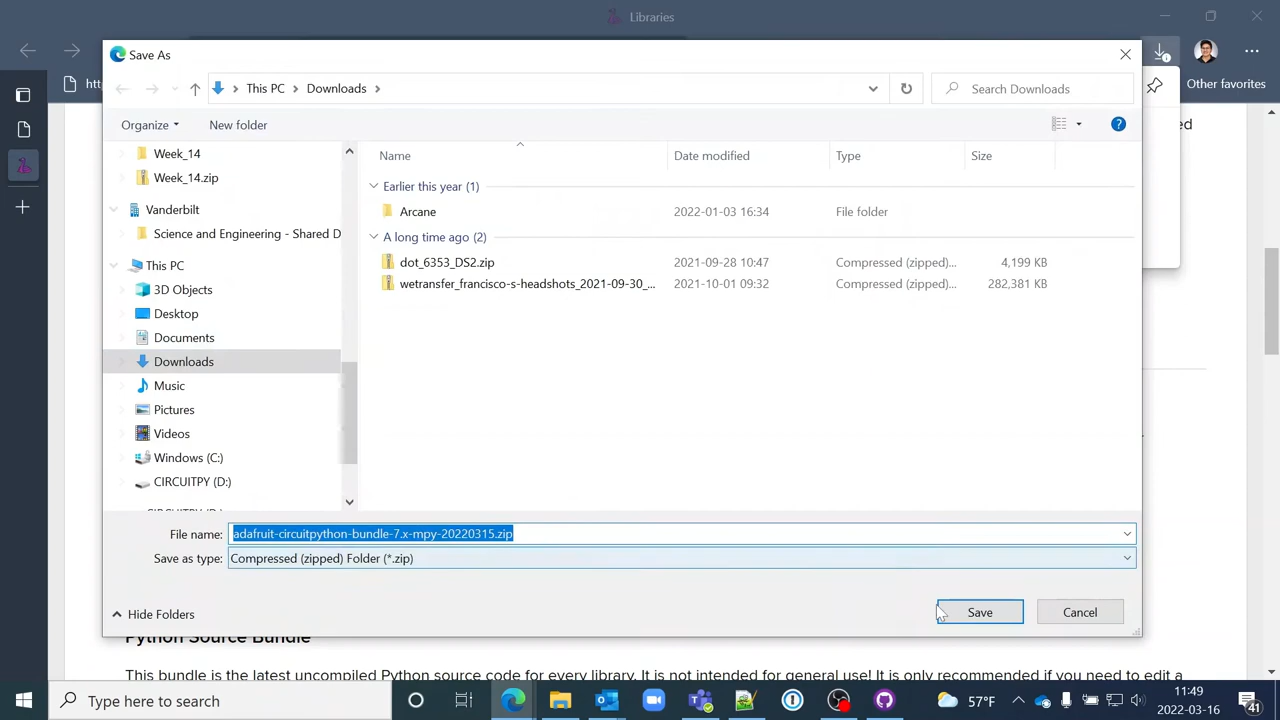 Libraries
Save As
This PC
Downloads
Search Downloads
Other favorites
Organize
New folder
Week_14
Week_14.zip
Vanderbilt
Science and Engineering - Shared D
This PC
3D Objects
Desktop
Documents
Downloads
Music
Pictures
Videos
Windows (C:)
CIRCUITPY (D:)
Name
Date modified
Type
Size
Earlier this year (1)
Arcane
2022-01-03 16:34
File folder
A long time ago (2)
dot_6353_DS2.zip
2021-09-28 10:47
Compressed (zipped)...
4,199 KB
wetransfer_francisco-s-headshots_2021-09-30_...
2021-10-01 09:32
Compressed (zipped)...
282,381 KB
File name:
adafruit-circuitpython-bundle-7.x-mpy-20220315.zip
Save as type:
Compressed (zipped) Folder (*.zip)
Hide Folders
Save
Cancel
Python Source Bundle
This bundle is the latest uncompiled Python source code for every library. It is not intended for general use! It is only recommended if you need to edit a
Type here to search
57°F
11:49
2022-03-16
41